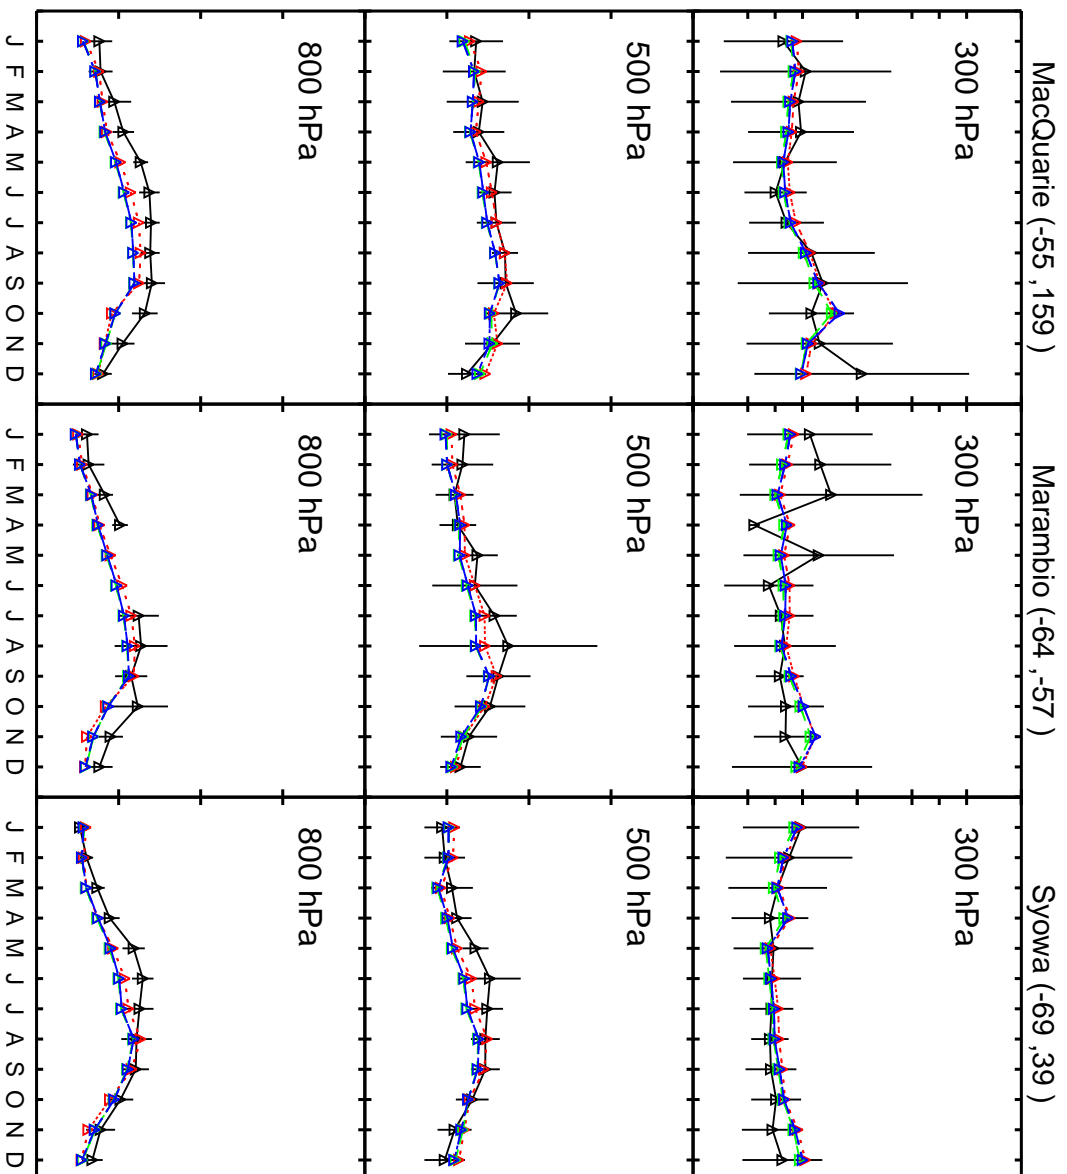 MacQuarie (-55 ,159 )
300 hPa
500 hPa
800 hPa
J F M A M J J A S O N D
Marambio (-64 ,-57 )
300 hPa
500 hPa
800 hPa
J F M A M J J A S O N D
Syowa (-69 ,39 )
300 hPa
500 hPa
800 hPa
J F M A M J J A S O N D